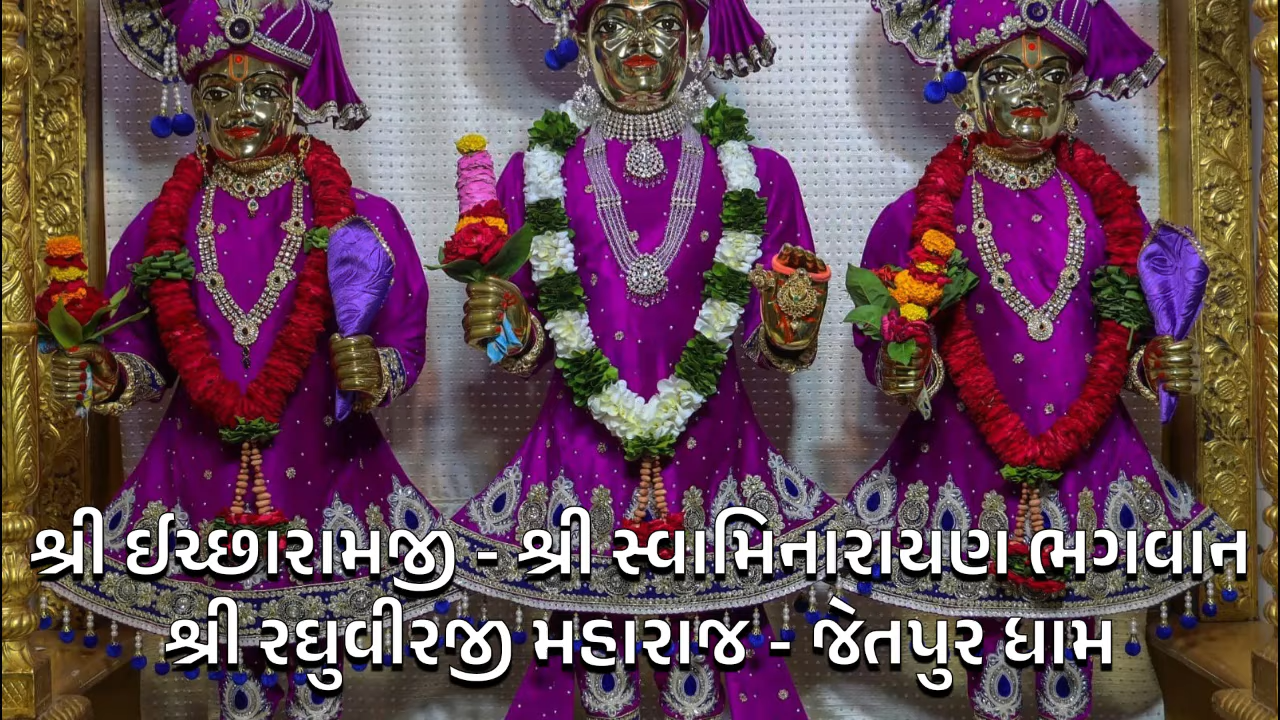 શ્રી ઈચ્છારામજી - શ્રી સ્વામિનારાયણ ભગવાન
શ્રી રઘુવીરજી મહારાજ - જેતપુર ધામ